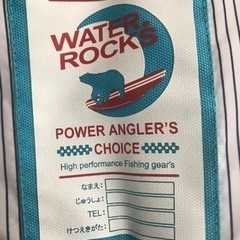 WATER
ROCKS
POWER ANGLER'S
CHOICE
High performance Fishing gear's
なまえ:
じゅうしょ:
TEL:
けつえきがた: